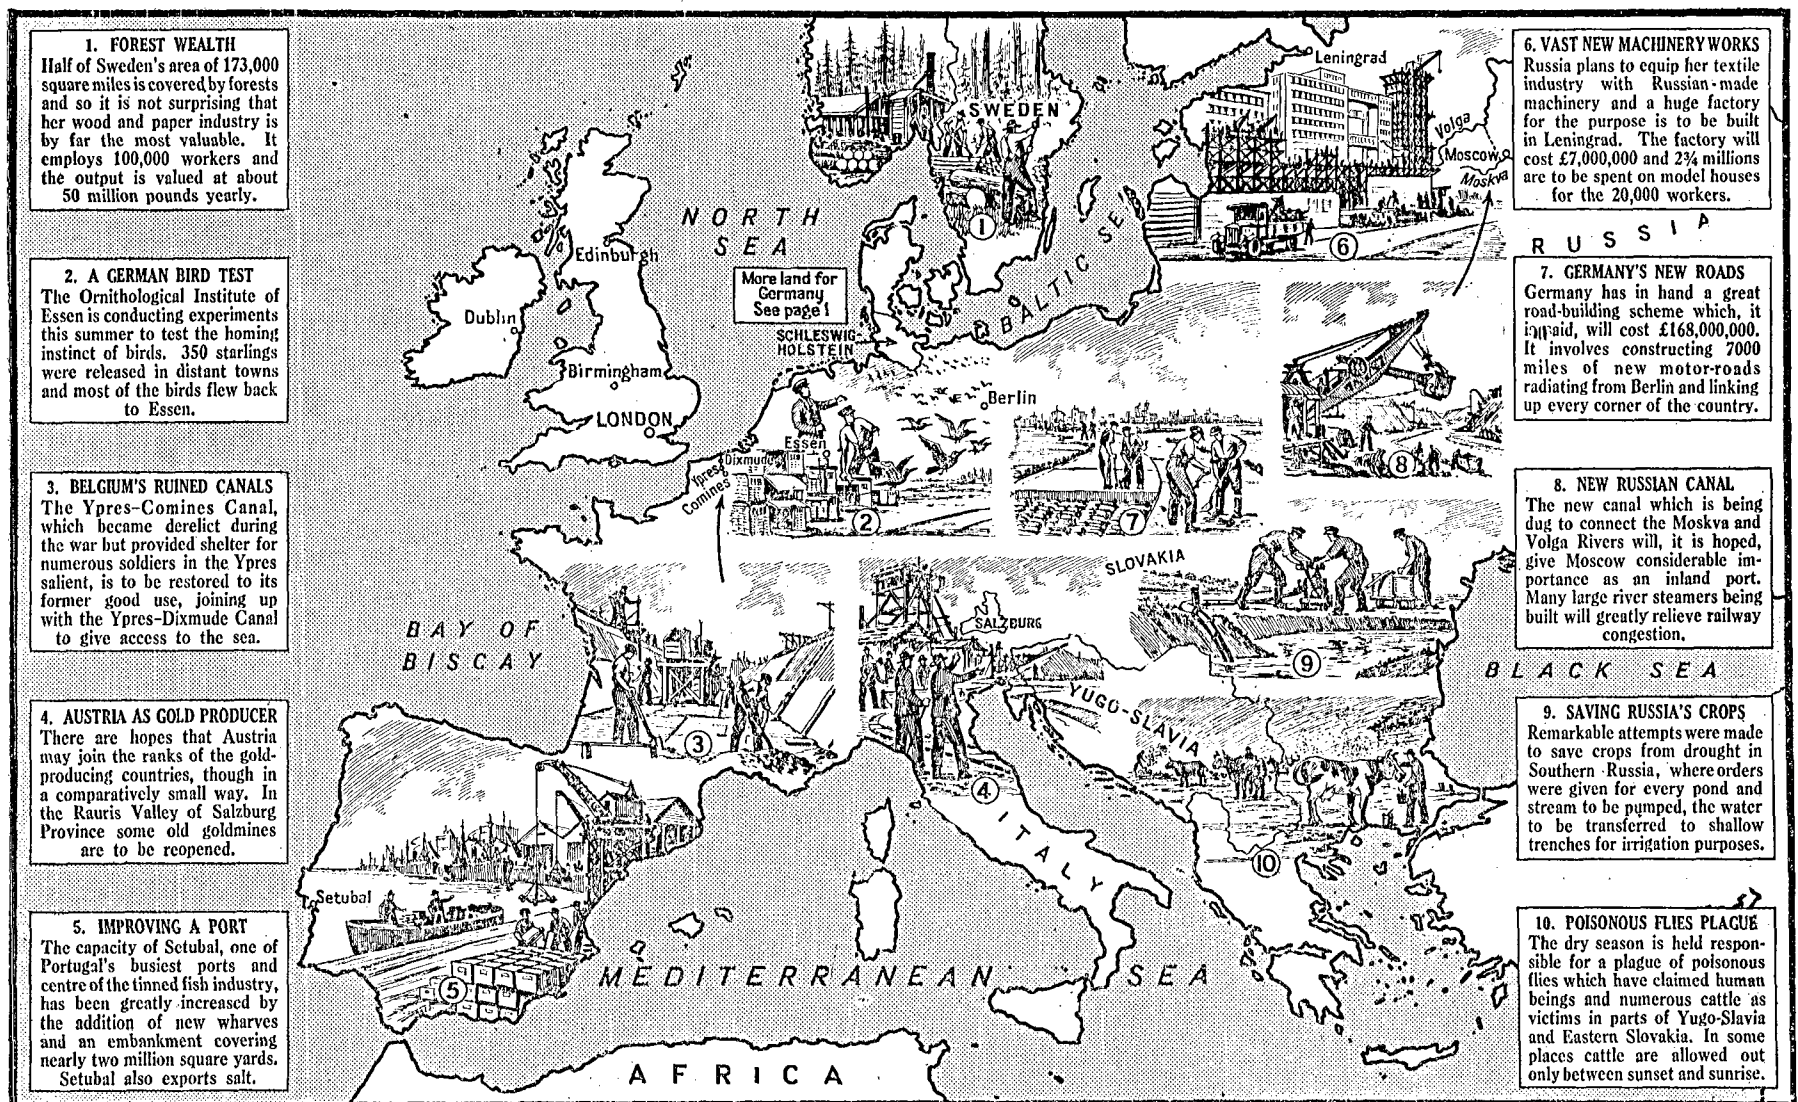 1. FOREST WEALTH
Half of Sweden's area of 173,000
square miles is covered by forests
and so it is not surprising that
her wood and paper industry is
by far the most valuable. It
employs 100,000 workers and
the output is valued at about
50 million pounds yearly.
2. A GERMAN BIRD TEST
The Ornithological Institute of
Essen is conducting experiments
this summer to test the homing
instinct of birds. 350 starlings
were released in distant towns
and most of the birds flew back
to Essen.
3. BELGIUM'S RUINED CANALS
The Ypres-Comines Canal,
which became derelict during
the war but provided shelter for
numerous soldiers in the Ypres
salient, is to be restored to its
former good use, joining up
with the Ypres-Dixmude Canal
to give access to the sea.
4. AUSTRIA AS GOLD PRODUCER
There are hopes that Austria
may join the ranks of the gold-
producing countries, though in
a comparatively small way. In
the Rauris Valley of Salzburg
Province some old goldmines
are to be reopened.
5. IMPROVING A PORT
The capacity of Setubal, one of
Portugal's busiest ports and
centre of the tinned fish industry,
has been greatly increased by
the addition of new wharves
and an embankment covering
nearly two million square yards.
Setubal also exports salt.
Leningrad
SWEDEN
Volga
Moscow
Moskva
NORTH
SEA
1
6
Edinburgh
BALTIC SEA
More land for
Germany
See page 1
Dublin
SCHLESWIG
HOLSTEIN
Birmingham
Berlin
LONDON
Essen
Dixmude
Ypres
Comines
2
7
8
SLOVAKIA
SALZBURG
BAY OF
BISCAY
9
BLACK SEA
YUGO-SLAVIA
3
4
ITALY
10
Setubal
5
MEDITERRANEAN SEA
AFRICA
6. VAST NEW MACHINERY WORKS
Russia plans to equip her textile
industry with Russian-made
machinery and a huge factory
for the purpose is to be built
in Leningrad. The factory will
cost £7,000,000 and 2¾ millions
are to be spent on model houses
for the 20,000 workers.
RUSSIA
7. GERMANY'S NEW ROADS
Germany has in hand a great
road-building scheme which, it
is said, will cost £168,000,000.
It involves constructing 7000
miles of new motor-roads
radiating from Berlin and linking
up every corner of the country.
8. NEW RUSSIAN CANAL
The new canal which is being
dug to connect the Moskva and
Volga Rivers will, it is hoped,
give Moscow considerable im-
portance as an inland port.
Many large river steamers being
built will greatly relieve railway
congestion.
9. SAVING RUSSIA'S CROPS
Remarkable attempts were made
to save crops from drought in
Southern Russia, where orders
were given for every pond and
stream to be pumped, the water
to be transferred to shallow
trenches for irrigation purposes.
10. POISONOUS FLIES PLAGUE
The dry season is held respon-
sible for a plague of poisonous
flies which have claimed human
beings and numerous cattle as
victims in parts of Yugo-Slavia
and Eastern Slovakia. In some
places cattle are allowed out
only between sunset and sunrise.